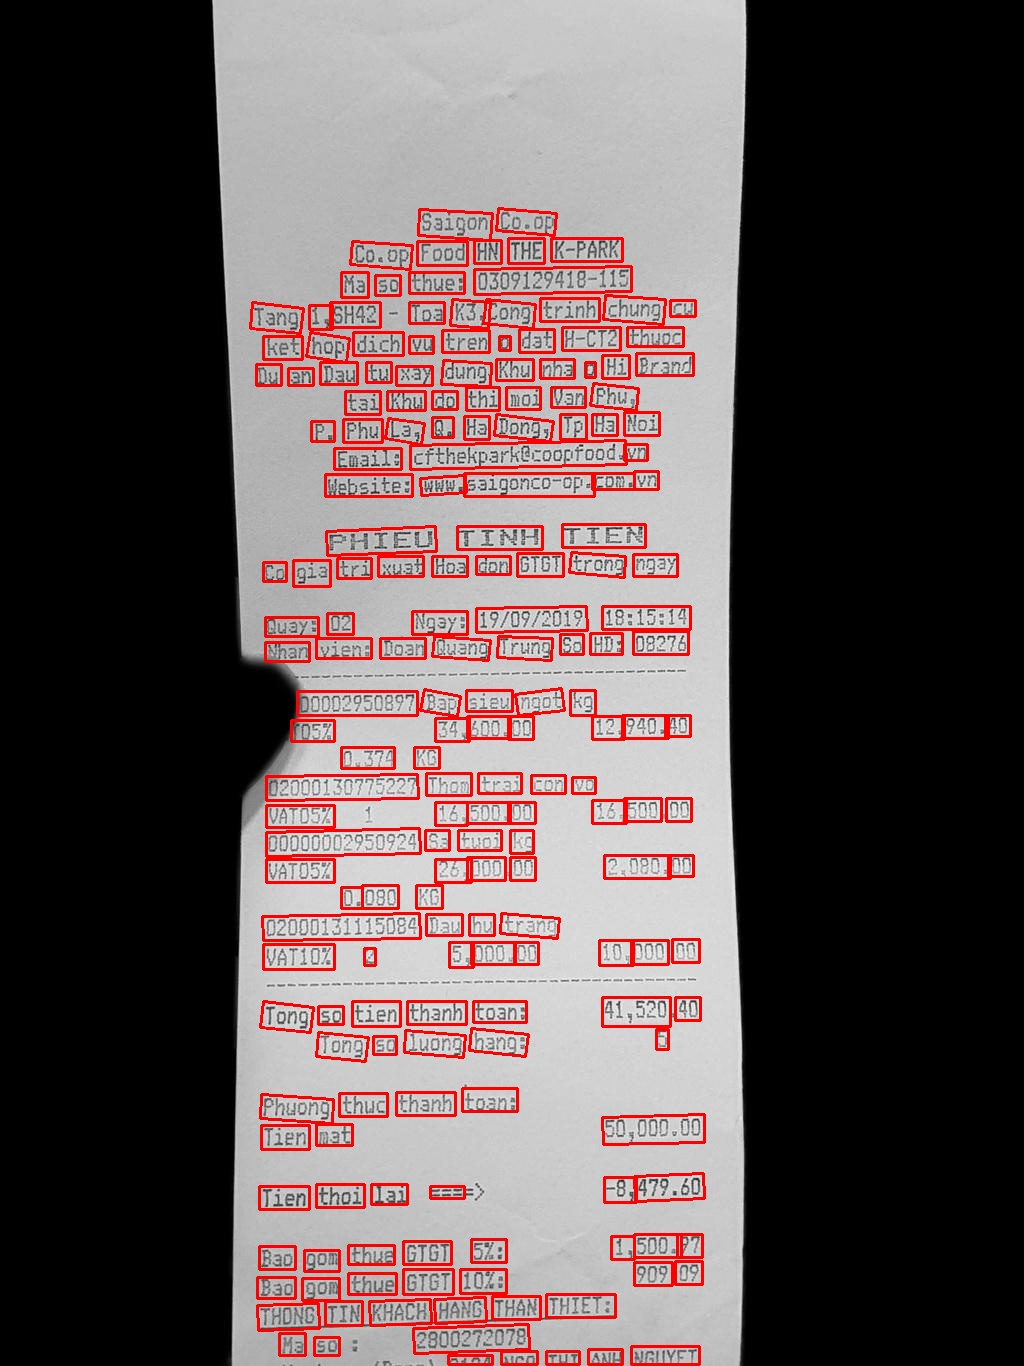 Saigon Co.op
Co.op Food HN THE K-PARK
Ma so thue: 0309129418-115
Tang 1,SH42 - Toa K3,Cong trinh chung cu
ket hop dich vu tren o dat H-CT2 thuoc
Du an Dau tu xay dung Khu nha o Hi Brand
tai Khu do thi moi Van Phu,
P. Phu La, Q. Ha Dong, Tp Ha Noi
Email: cfthekpark@coopfood.vn
Website: www.saigonco-op.com.vn
PHIEU TINH TIEN
Co gia tri xuat Hoa don GTGT trong ngay
Quay: 02 Ngay: 19/09/2019 18:15:14
Nhan vien: Doan Quang Trung So HD: 08276
00002950897 Bap sieu ngot kg
T05% 34,600.00 12,940.40
0.374 KG
02000130775227 Thom trai con vo
VAT05% 1 16,500.00 16,500.00
00000002950924 Sa tuoi kg
VAT05% 26,000.00 2,080.00
0.080 KG
02000131115084 Dau hu trang
VAT10% 2 5,000.00 10,000.00
Tong so tien thanh toan: 41,520.40
Tong so luong hang:
Phuong thuc thanh toan:
Tien mat 50,000.00
Tien thoi lai ====> -8,479.60
Bao gom thue GTGT 5%: 1,500.97
Bao gom thue GTGT 10%: 909.09
THONG TIN KHACH HANG THAN THIET:
Ma so : 2800272078
NGO THI ANH NGUYET